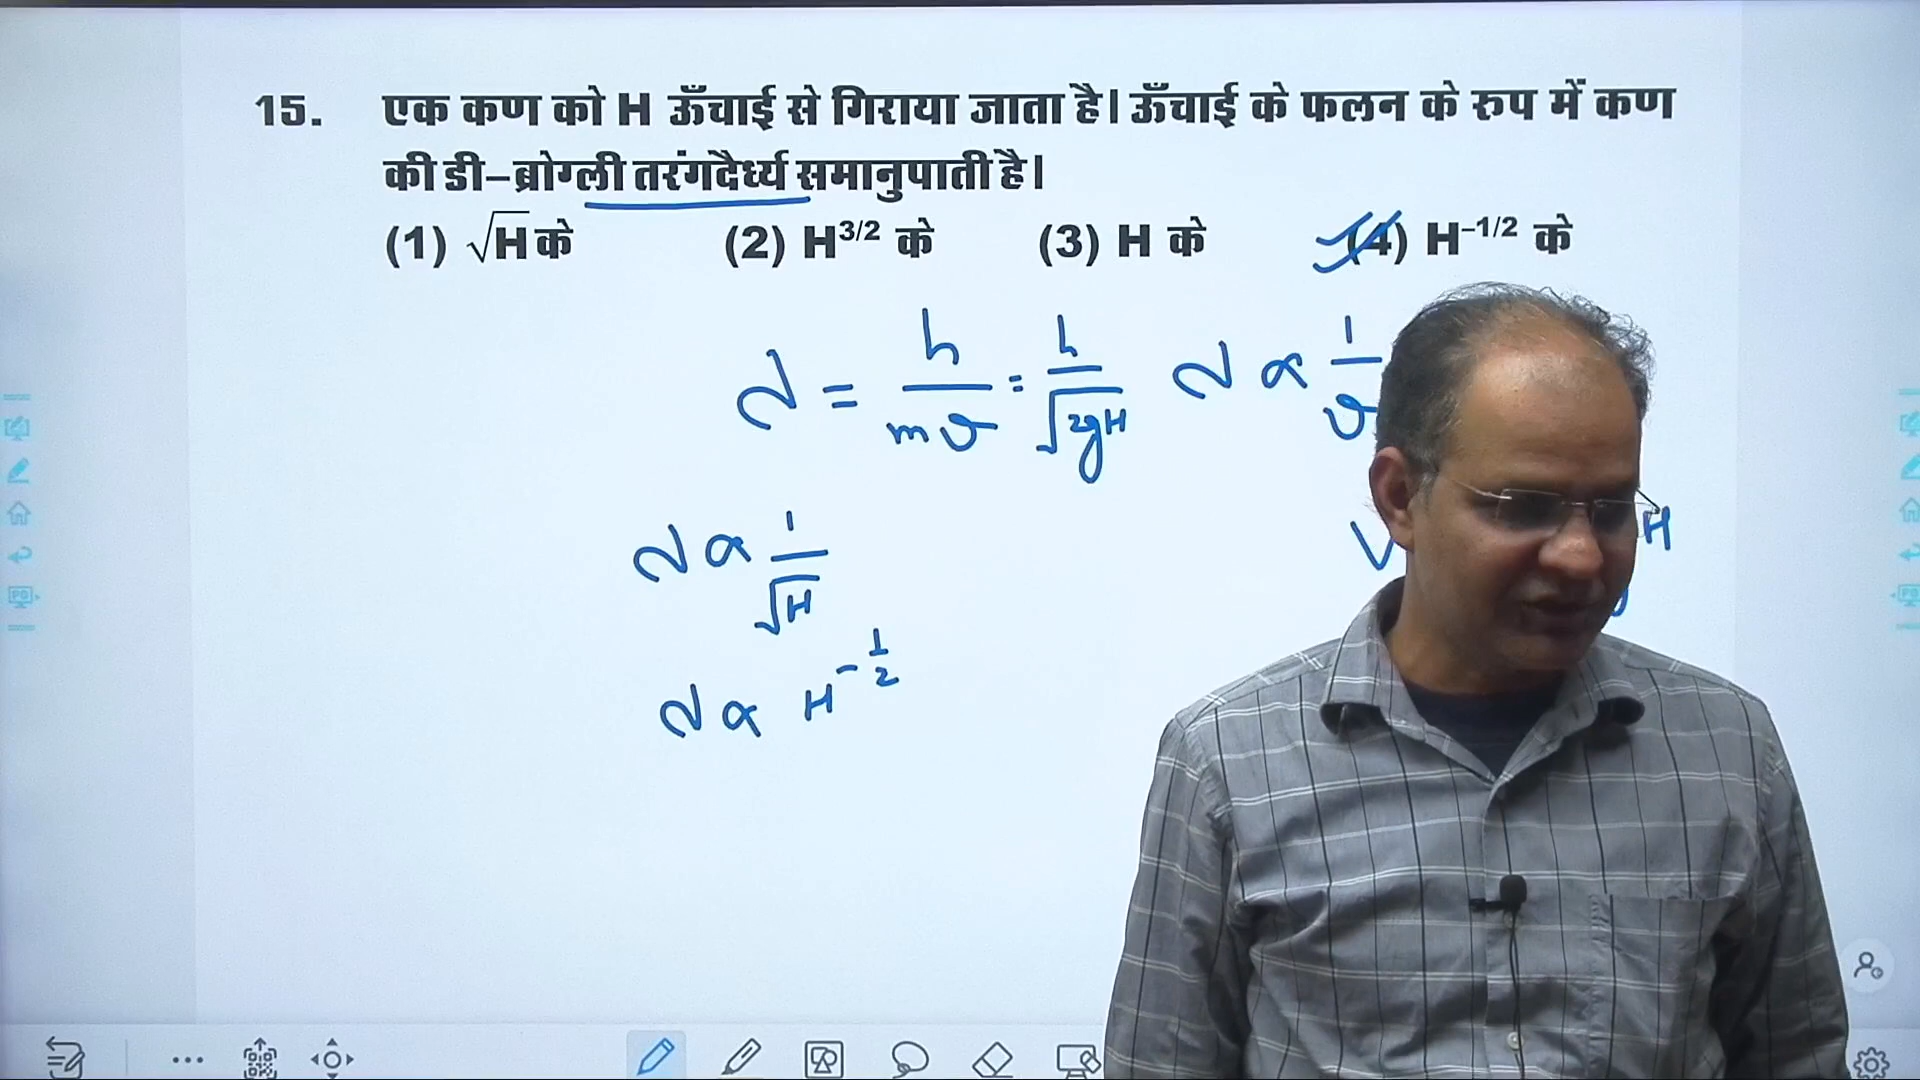 15. एक कण को H ऊँचाई से गिराया जाता है। ऊँचाई के फलन के रुप में कण
की डी–ब्रोग्ली तरंगदैर्ध्य समानुपाती है।
(1) √H के (2) H^3/2 के (3) H के (4) H^–1/2 के
λ = h/mv = h/√2gH λ ∝ 1/v
V H
λ ∝ 1/√H
λ ∝ H^-1/2